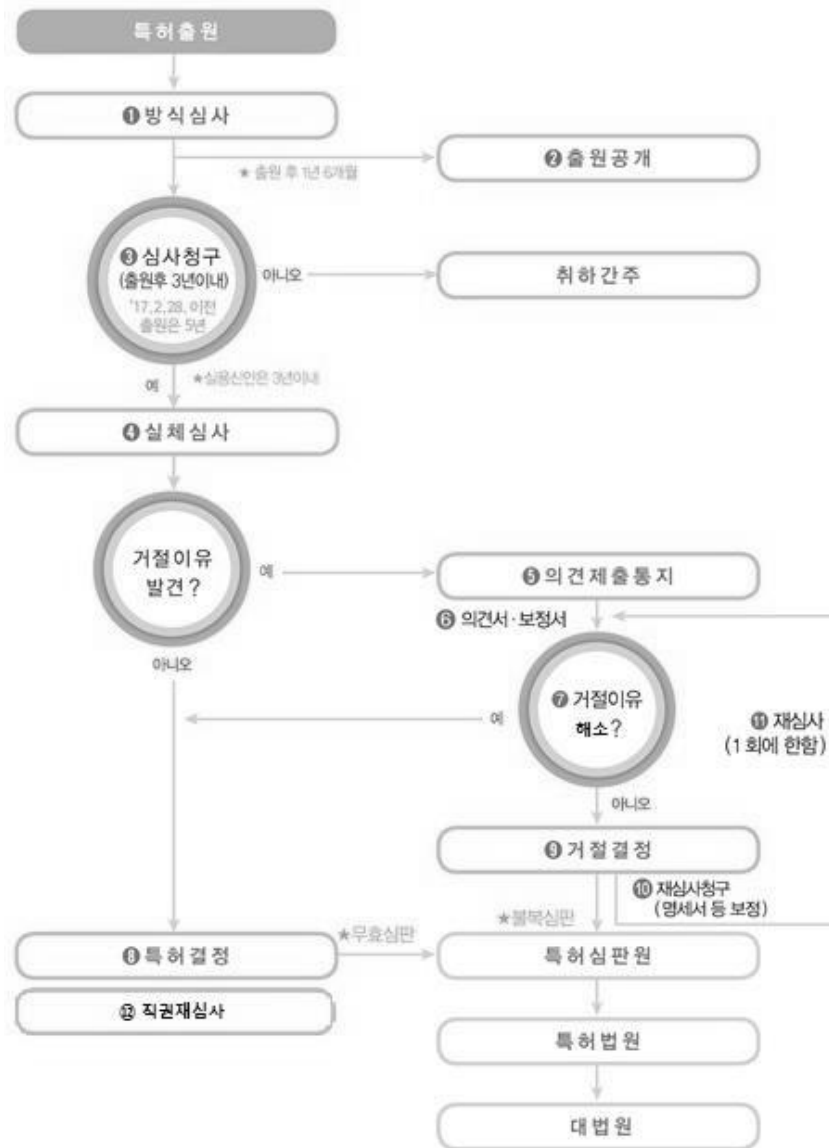 특허출원
❶ 방식심사
❷ 출원공개
★ 출원 후 1년 6개월
❸ 심사청구
(출원후 3년이내)
'17.2.28. 이전
출원은 5년
아니오
취하간주
예
★실용신안은 3년이내
❹ 실체심사
거절이유
발견?
예
❺ 의견제출통지
❻ 의견서·보정서
아니오
❼ 거절이유
해소?
예
⓫ 재심사
(1회에 한함)
아니오
❾ 거절결정
❿ 재심사청구
(명세서 등 보정)
★불복심판
★무효심판
❽ 특허결정
특허심판원
⑫ 직권재심사
특허법원
대법원